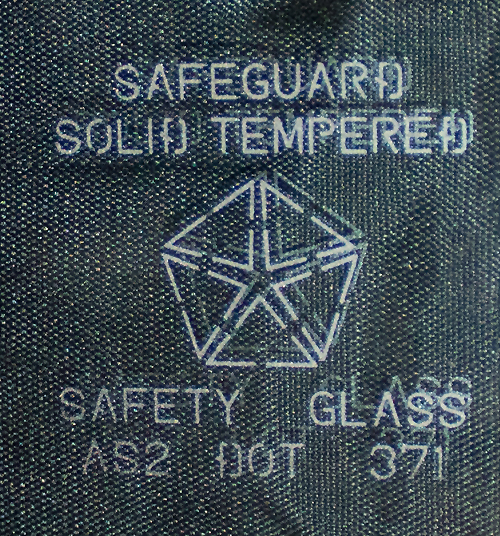 SAFEGUARD
SOLID TEMPERED
SAFETY GLASS
AS2 DOT 371